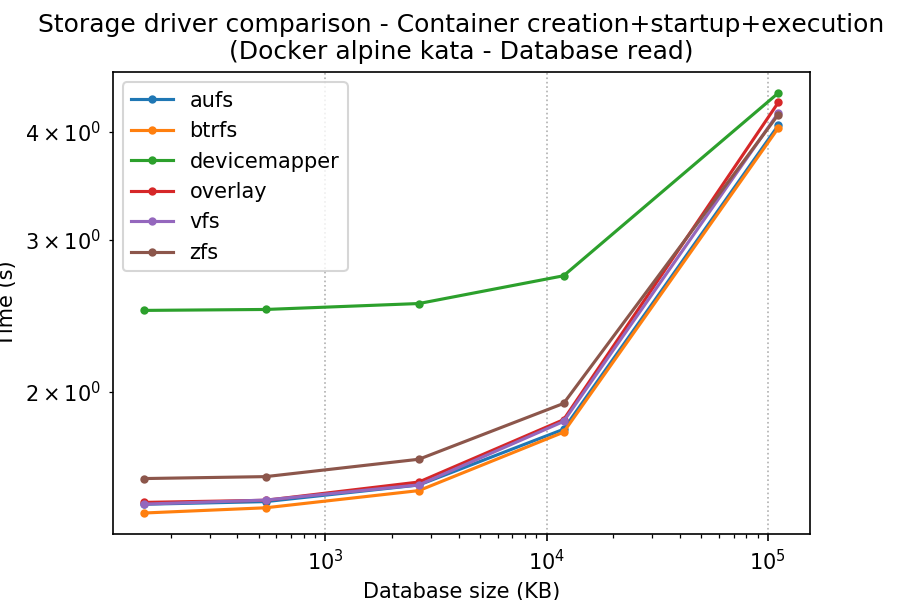 Storage driver comparison - Container creation+startup+execution
(Docker alpine kata - Database read)
aufs
btrfs
devicemapper
overlay
vfs
zfs
4 × 10⁰
3 × 10⁰
2 × 10⁰
Time (s)
10³
10⁴
10⁵
Database size (KB)